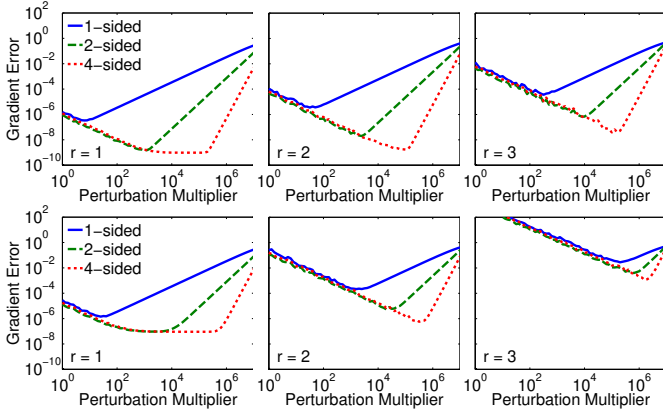 Gradient Error
10^2
10^0
10^-2
10^-4
10^-6
10^-8
10^-10
1-sided
2-sided
4-sided
r = 1
r = 2
r = 3
10^0 10^2 10^4 10^6
10^0 10^2 10^4 10^6
10^0 10^2 10^4 10^6
Perturbation Multiplier Perturbation Multiplier Perturbation Multiplier
Gradient Error
10^2
10^0
10^-2
10^-4
10^-6
10^-8
10^-10
1-sided
2-sided
4-sided
r = 1
r = 2
r = 3
10^0 10^2 10^4 10^6
10^0 10^2 10^4 10^6
10^0 10^2 10^4 10^6
Perturbation Multiplier Perturbation Multiplier Perturbation Multiplier